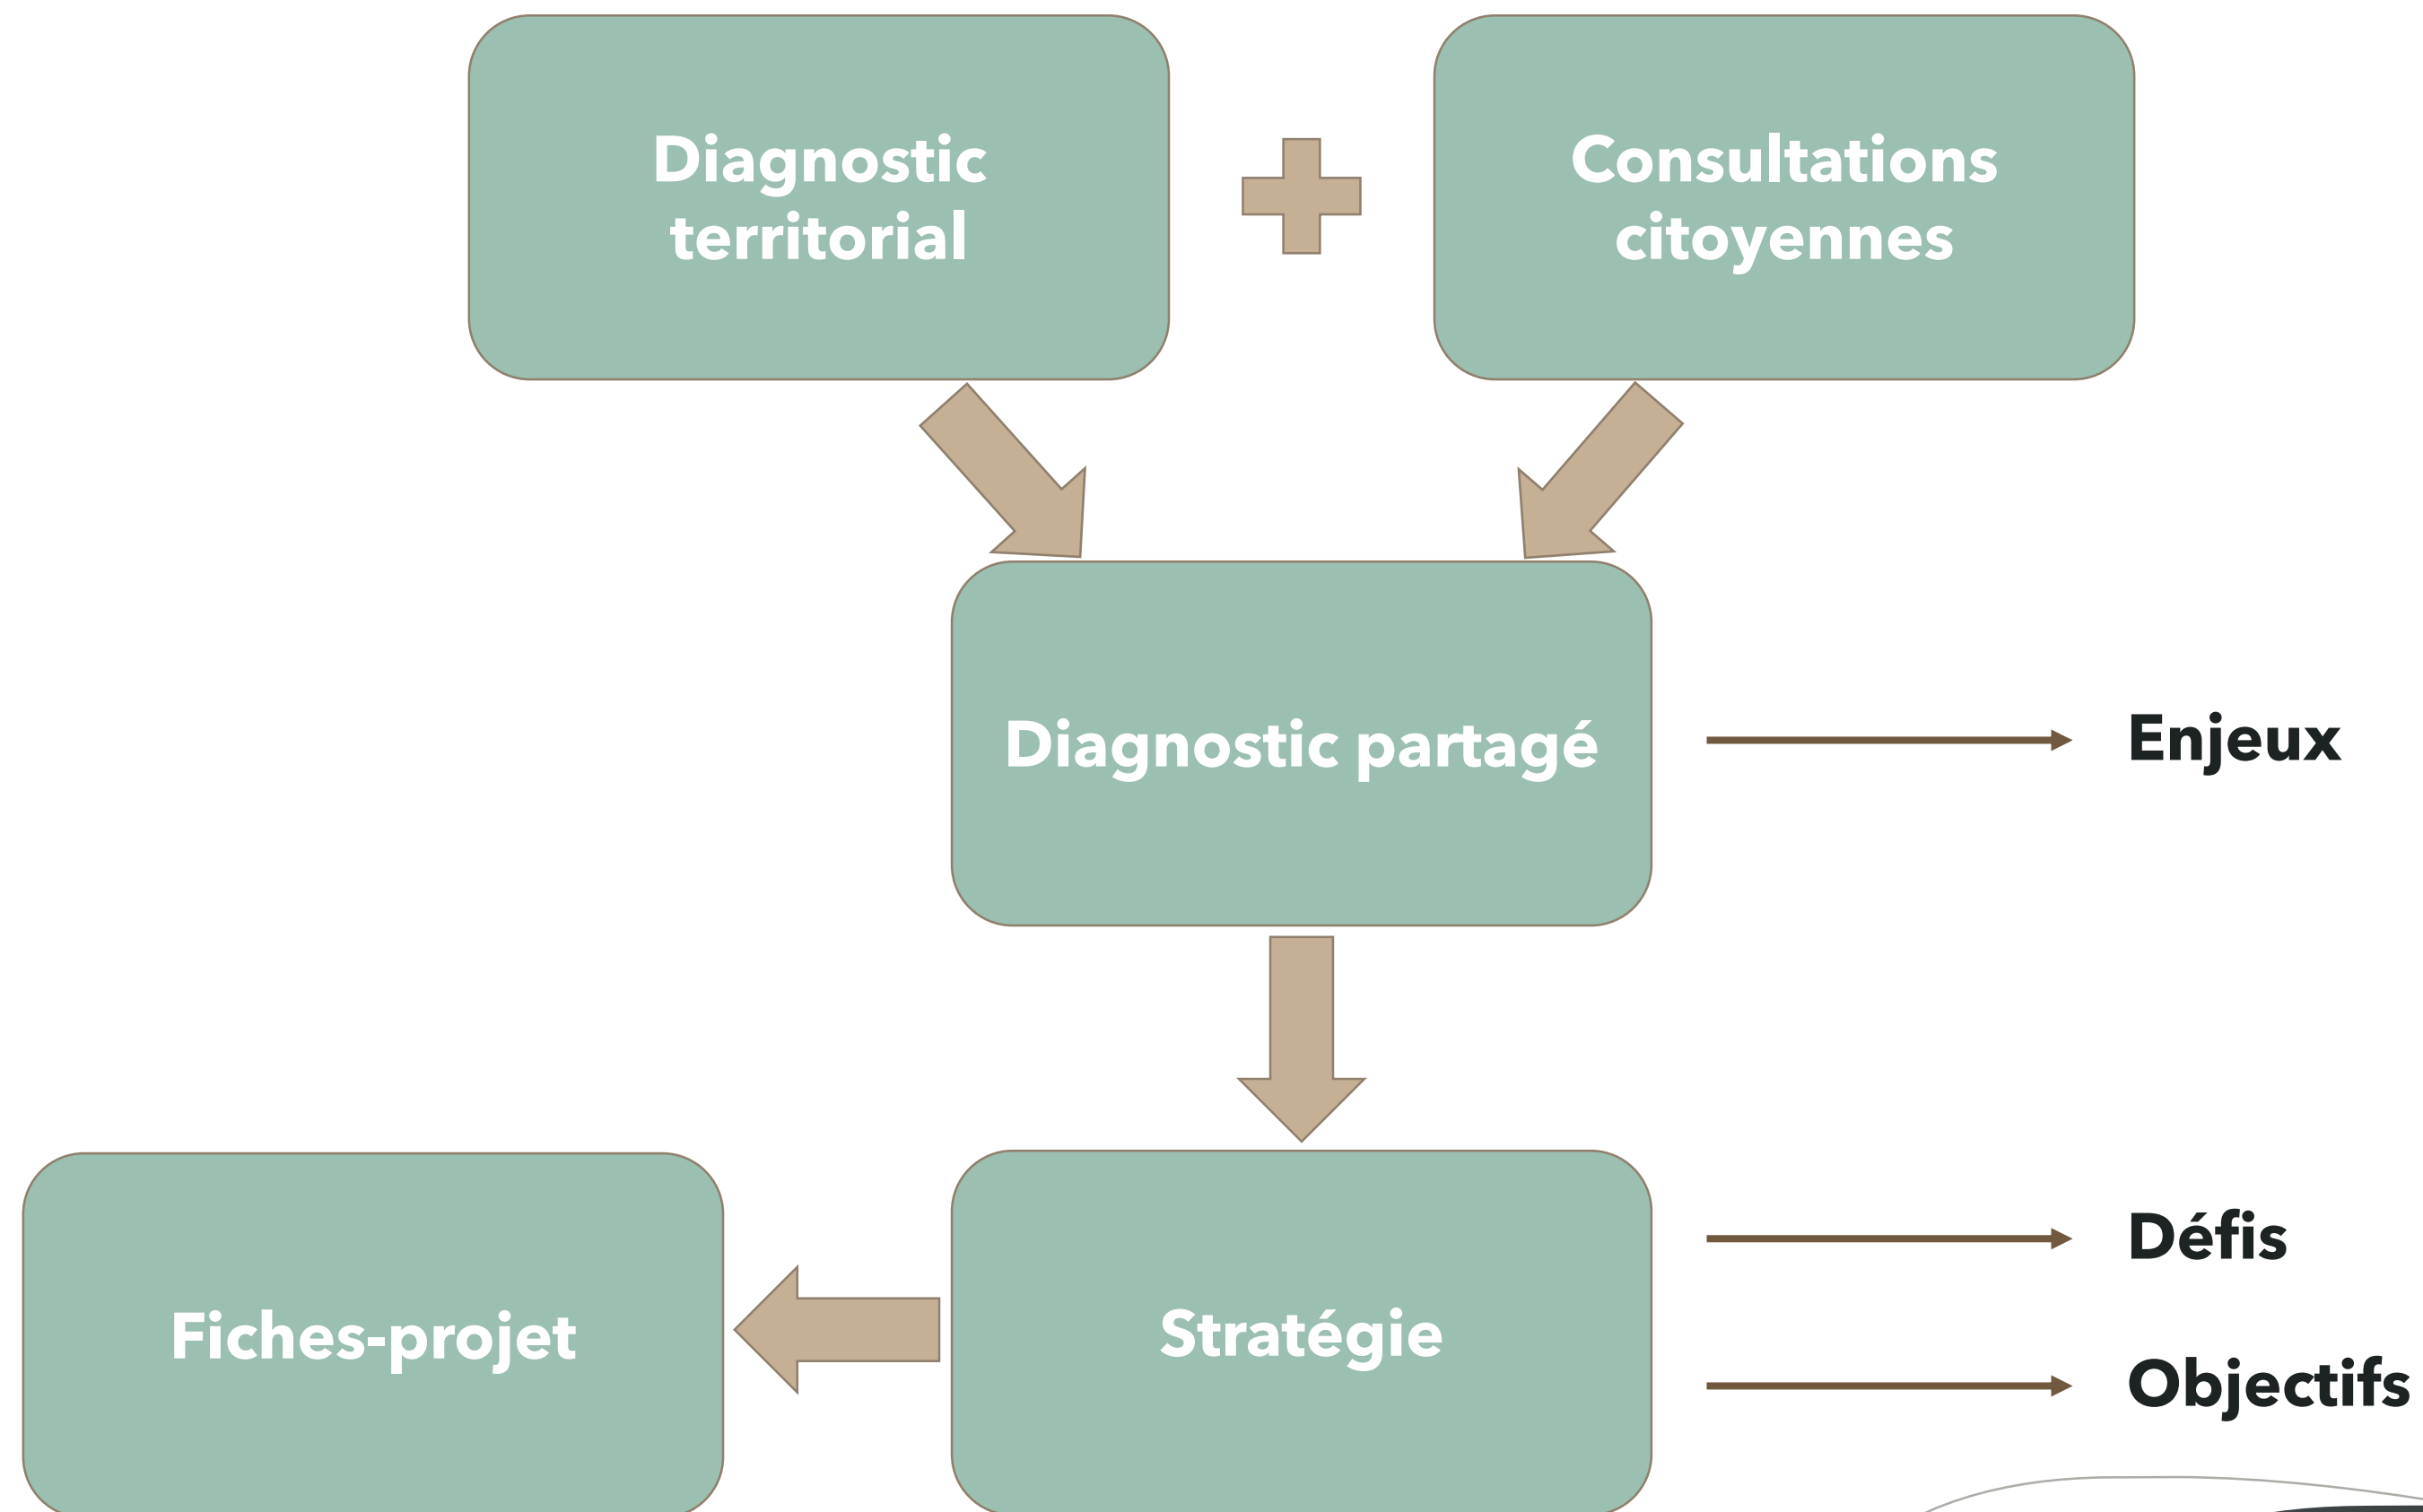 Diagnostic
territorial
Consultations
citoyennes
Diagnostic partagé
Enjeux
Défis
Fiches-projet
Stratégie
Objectifs